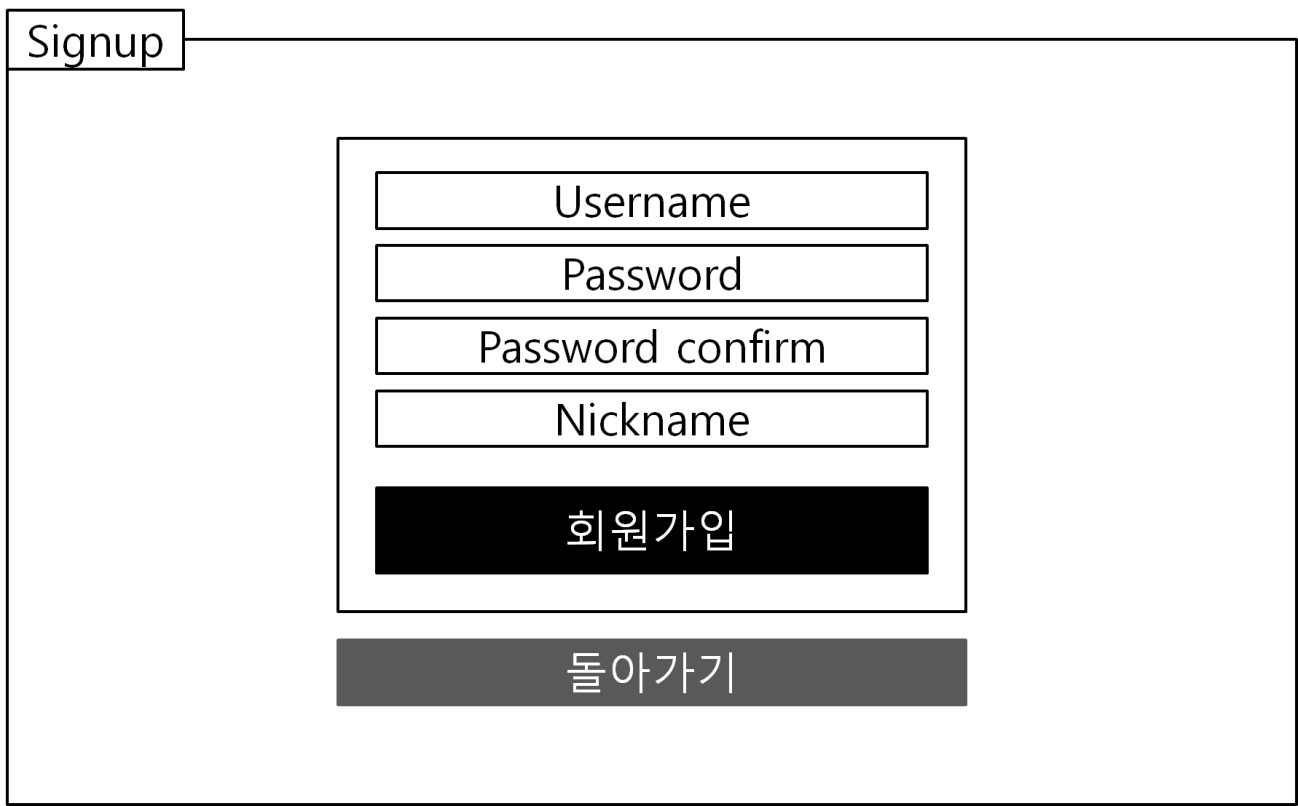 Signup
Username
Password
Password confirm
Nickname
회원가입
돌아가기